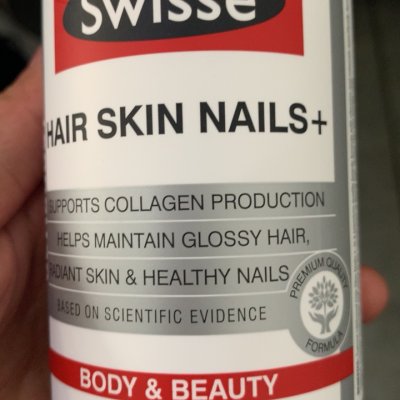 swisse
HAIR SKIN NAILS+
SUPPORTS COLLAGEN PRODUCTION
HELPS MAINTAIN GLOSSY HAIR,
RADIANT SKIN & HEALTHY NAILS
BASED ON SCIENTIFIC EVIDENCE
PREMIUM QUALITY
FORMULA
BODY & BEAUTY